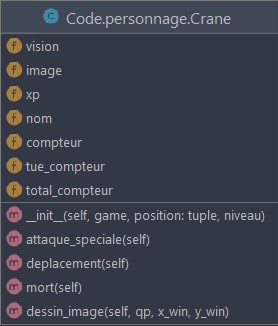 C Code.personnage.Crane
f vision
f image
f xp
f nom
f compteur
f tue_compteur
f total_compteur
m __init__(self, game, position: tuple, niveau)
m attaque_speciale(self)
m deplacement(self)
m mort(self)
m dessin_image(self, qp, x_win, y_win)